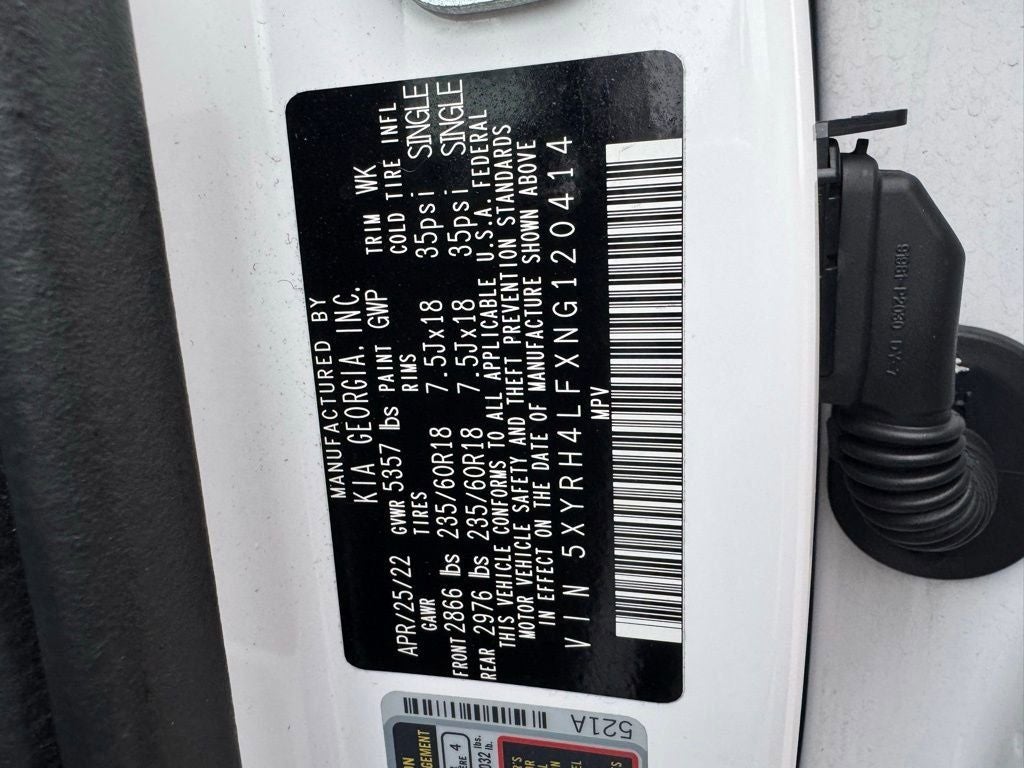 MANUFACTURED BY
KIA GEORGIA, INC.
APR/25/22 GVWR 5357 lbs PAINT GWP TRIM WK
GAWR TIRES RIMS COLD TIRE INFL
FRONT 2866 lbs 235/60R18 7.5Jx18 35psi SINGLE
REAR 2976 lbs 235/60R18 7.5Jx18 35psi SINGLE
THIS VEHICLE CONFORMS TO ALL APPLICABLE U.S.A. FEDERAL
MOTOR VEHICLE SAFETY AND THEFT PREVENTION STANDARDS
IN EFFECT ON THE DATE OF MANUFACTURE SHOWN ABOVE
MPV
VIN 5XYRH4LFXNG120414
521A